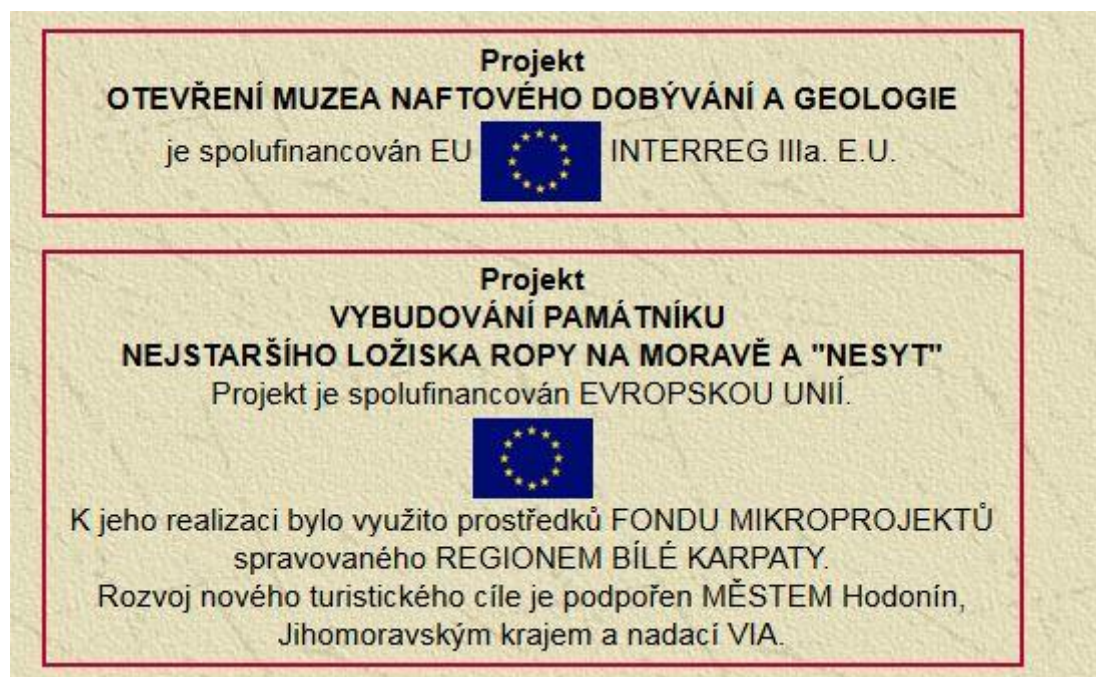 Projekt
OTEVŘENÍ MUZEA NAFTOVÉHO DOBÝVÁNÍ A GEOLOGIE
je spolufinancován EU INTERREG IIIa. E.U.
Projekt
VYBUDOVÁNÍ PAMÁTNÍKU
NEJSTARŠÍHO LOŽISKA ROPY NA MORAVĚ A "NESYT"
Projekt je spolufinancován EVROPSKOU UNIÍ.
K jeho realizaci bylo využito prostředků FONDU MIKROPROJEKTŮ
spravovaného REGIONEM BÍLÉ KARPATY.
Rozvoj nového turistického cíle je podpořen MĚSTEM Hodonín,
Jihomoravským krajem a nadací VIA.